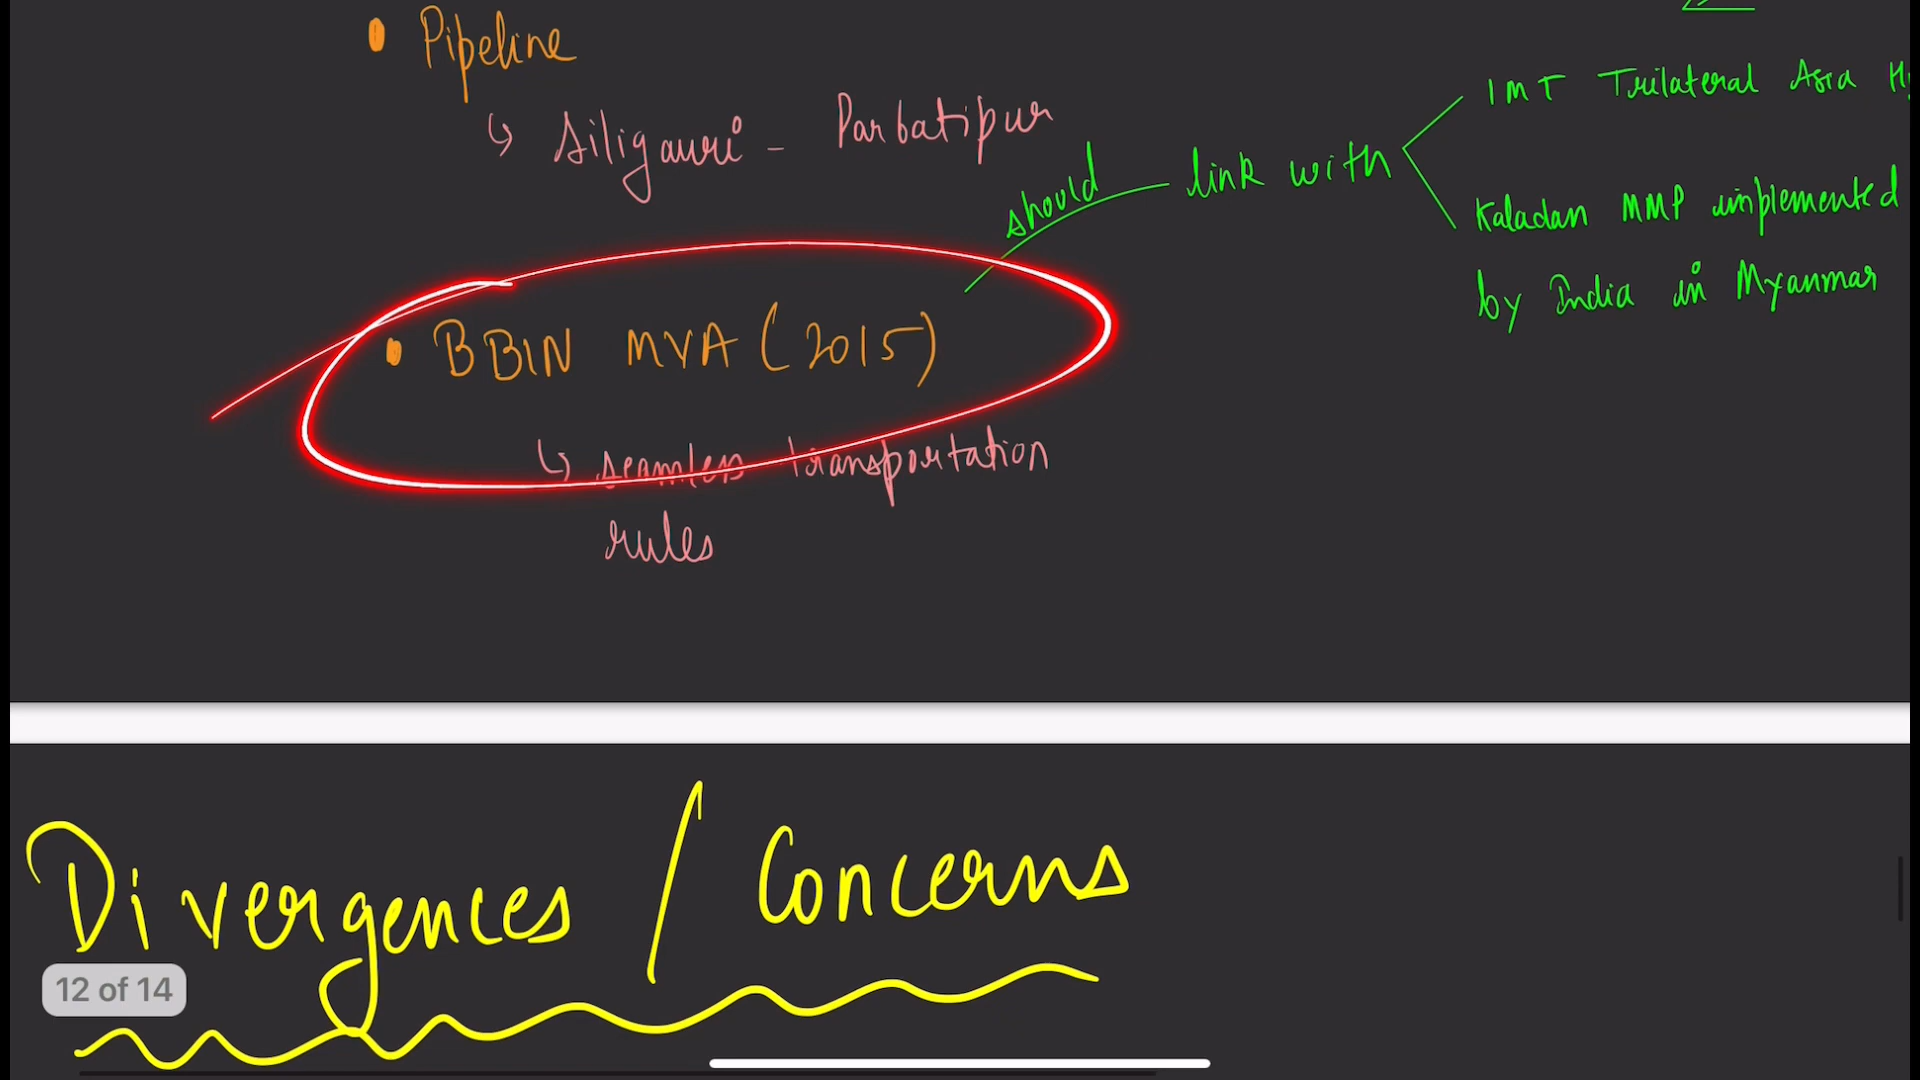 • Pipeline
↳ Siligauri - Parbatipur
should link with
IMT Trilateral Asia
Kaladan MMP implemented
by India in Myanmar
• BBIN MVA (2015)
↳ seamless transportation
rules
Divergences / Concerns
12 of 14